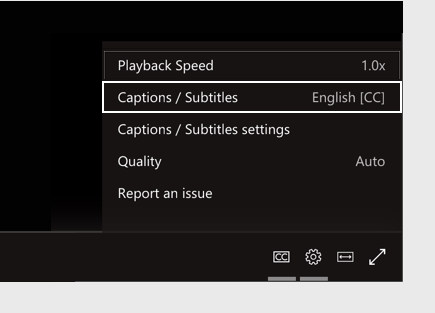 Playback Speed 1.0x
Captions / Subtitles English [CC]
Captions / Subtitles settings
Quality Auto
Report an issue
CC